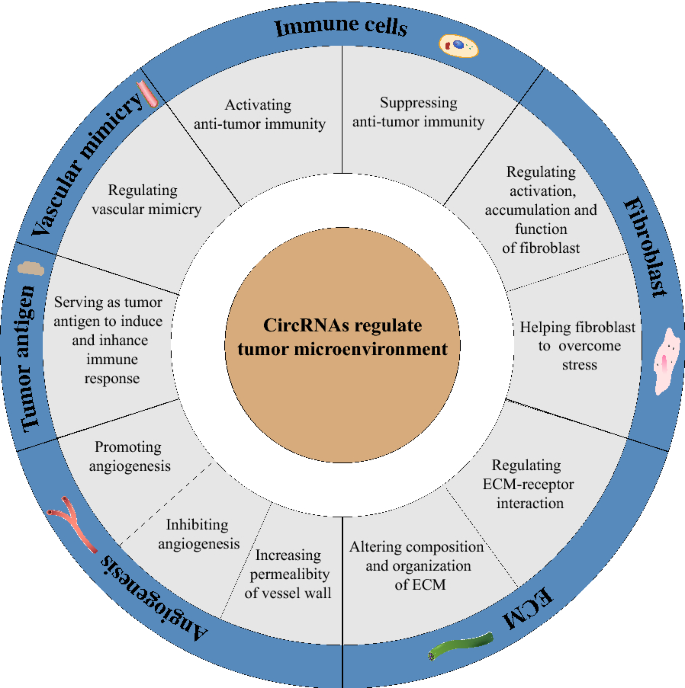 Immune cells
Activating
anti-tumor immunity
Suppressing
anti-tumor immunity
Fibroblast
Regulating
activation,
accumulation and
function
of fibroblast
Helping fibroblast
to overcome
stress
ECM
Regulating
ECM-receptor
interaction
Altering composition
and organization
of ECM
Angiogenesis
Increasing
permealibity
of vessel wall
Inhibiting
angiogenesis
Promoting
angiogenesis
Tumor antigen
Serving as tumor
antigen to induce
and inhance
immune
response
Vascular mimicry
Regulating
vascular mimicry
CircRNAs regulate
tumor microenvironment